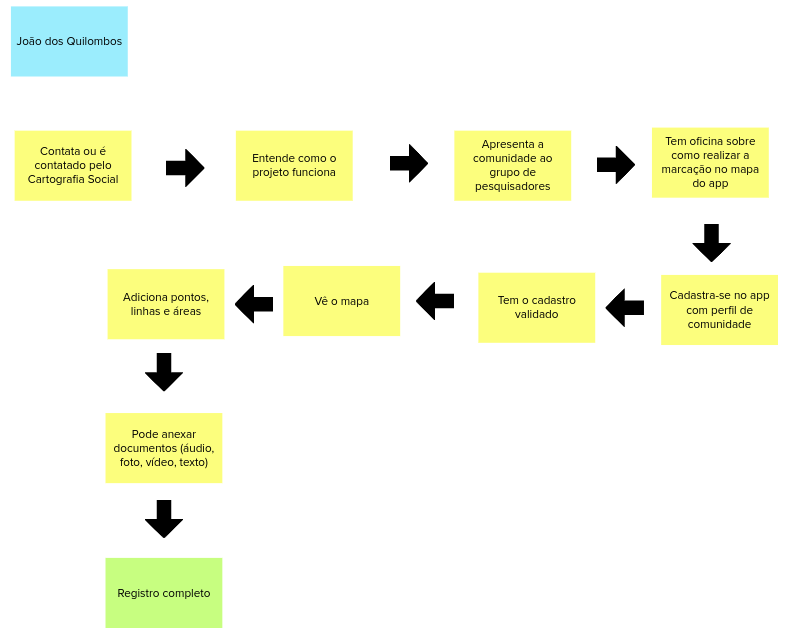 João dos Quilombos
Contata ou é
contatado pelo
Cartografia Social
Entende como o
projeto funciona
Apresenta a
comunidade ao
grupo de
pesquisadores
Tem oficina sobre
como realizar a
marcação no mapa
do app
Cadastra-se no app
com perfil de
comunidade
Tem o cadastro
validado
Vê o mapa
Adiciona pontos,
linhas e áreas
Pode anexar
documentos (áudio,
foto, vídeo, texto)
Registro completo